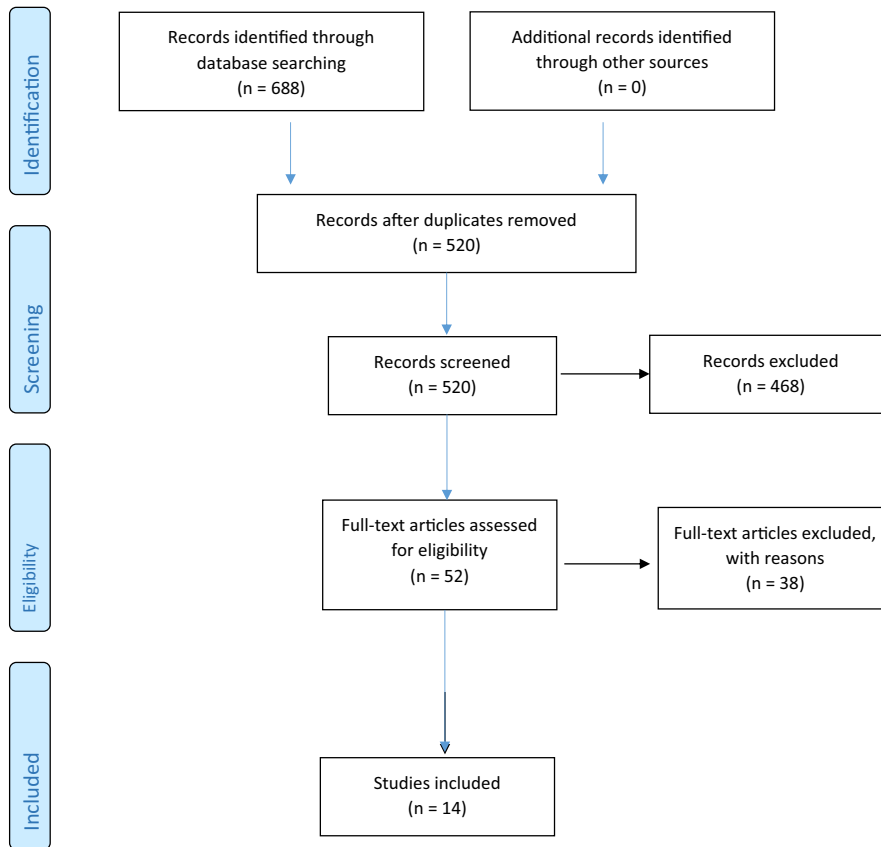 Identification
Records identified through
database searching
(n = 688)
Additional records identified
through other sources
(n = 0)
Records after duplicates removed
(n = 520)
Screening
Records screened
(n = 520)
Records excluded
(n = 468)
Eligibility
Full-text articles assessed
for eligibility
(n = 52)
Full-text articles excluded,
with reasons
(n = 38)
Included
Studies included
(n = 14)